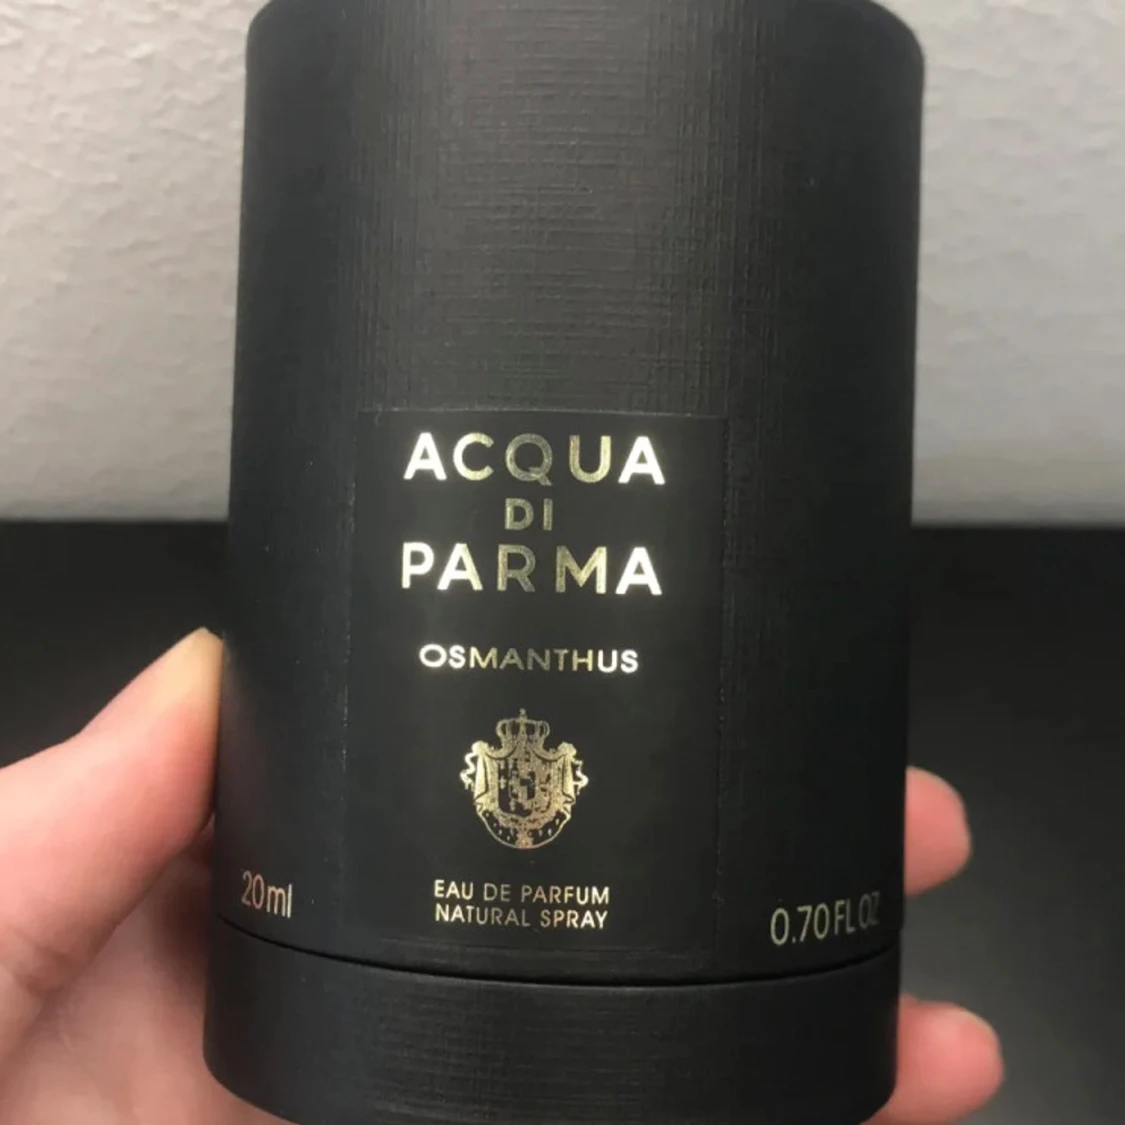 ACQUA
DI
PARMA
OSMANTHUS
20ml
EAU DE PARFUM
NATURAL SPRAY
0.70 FL OZ